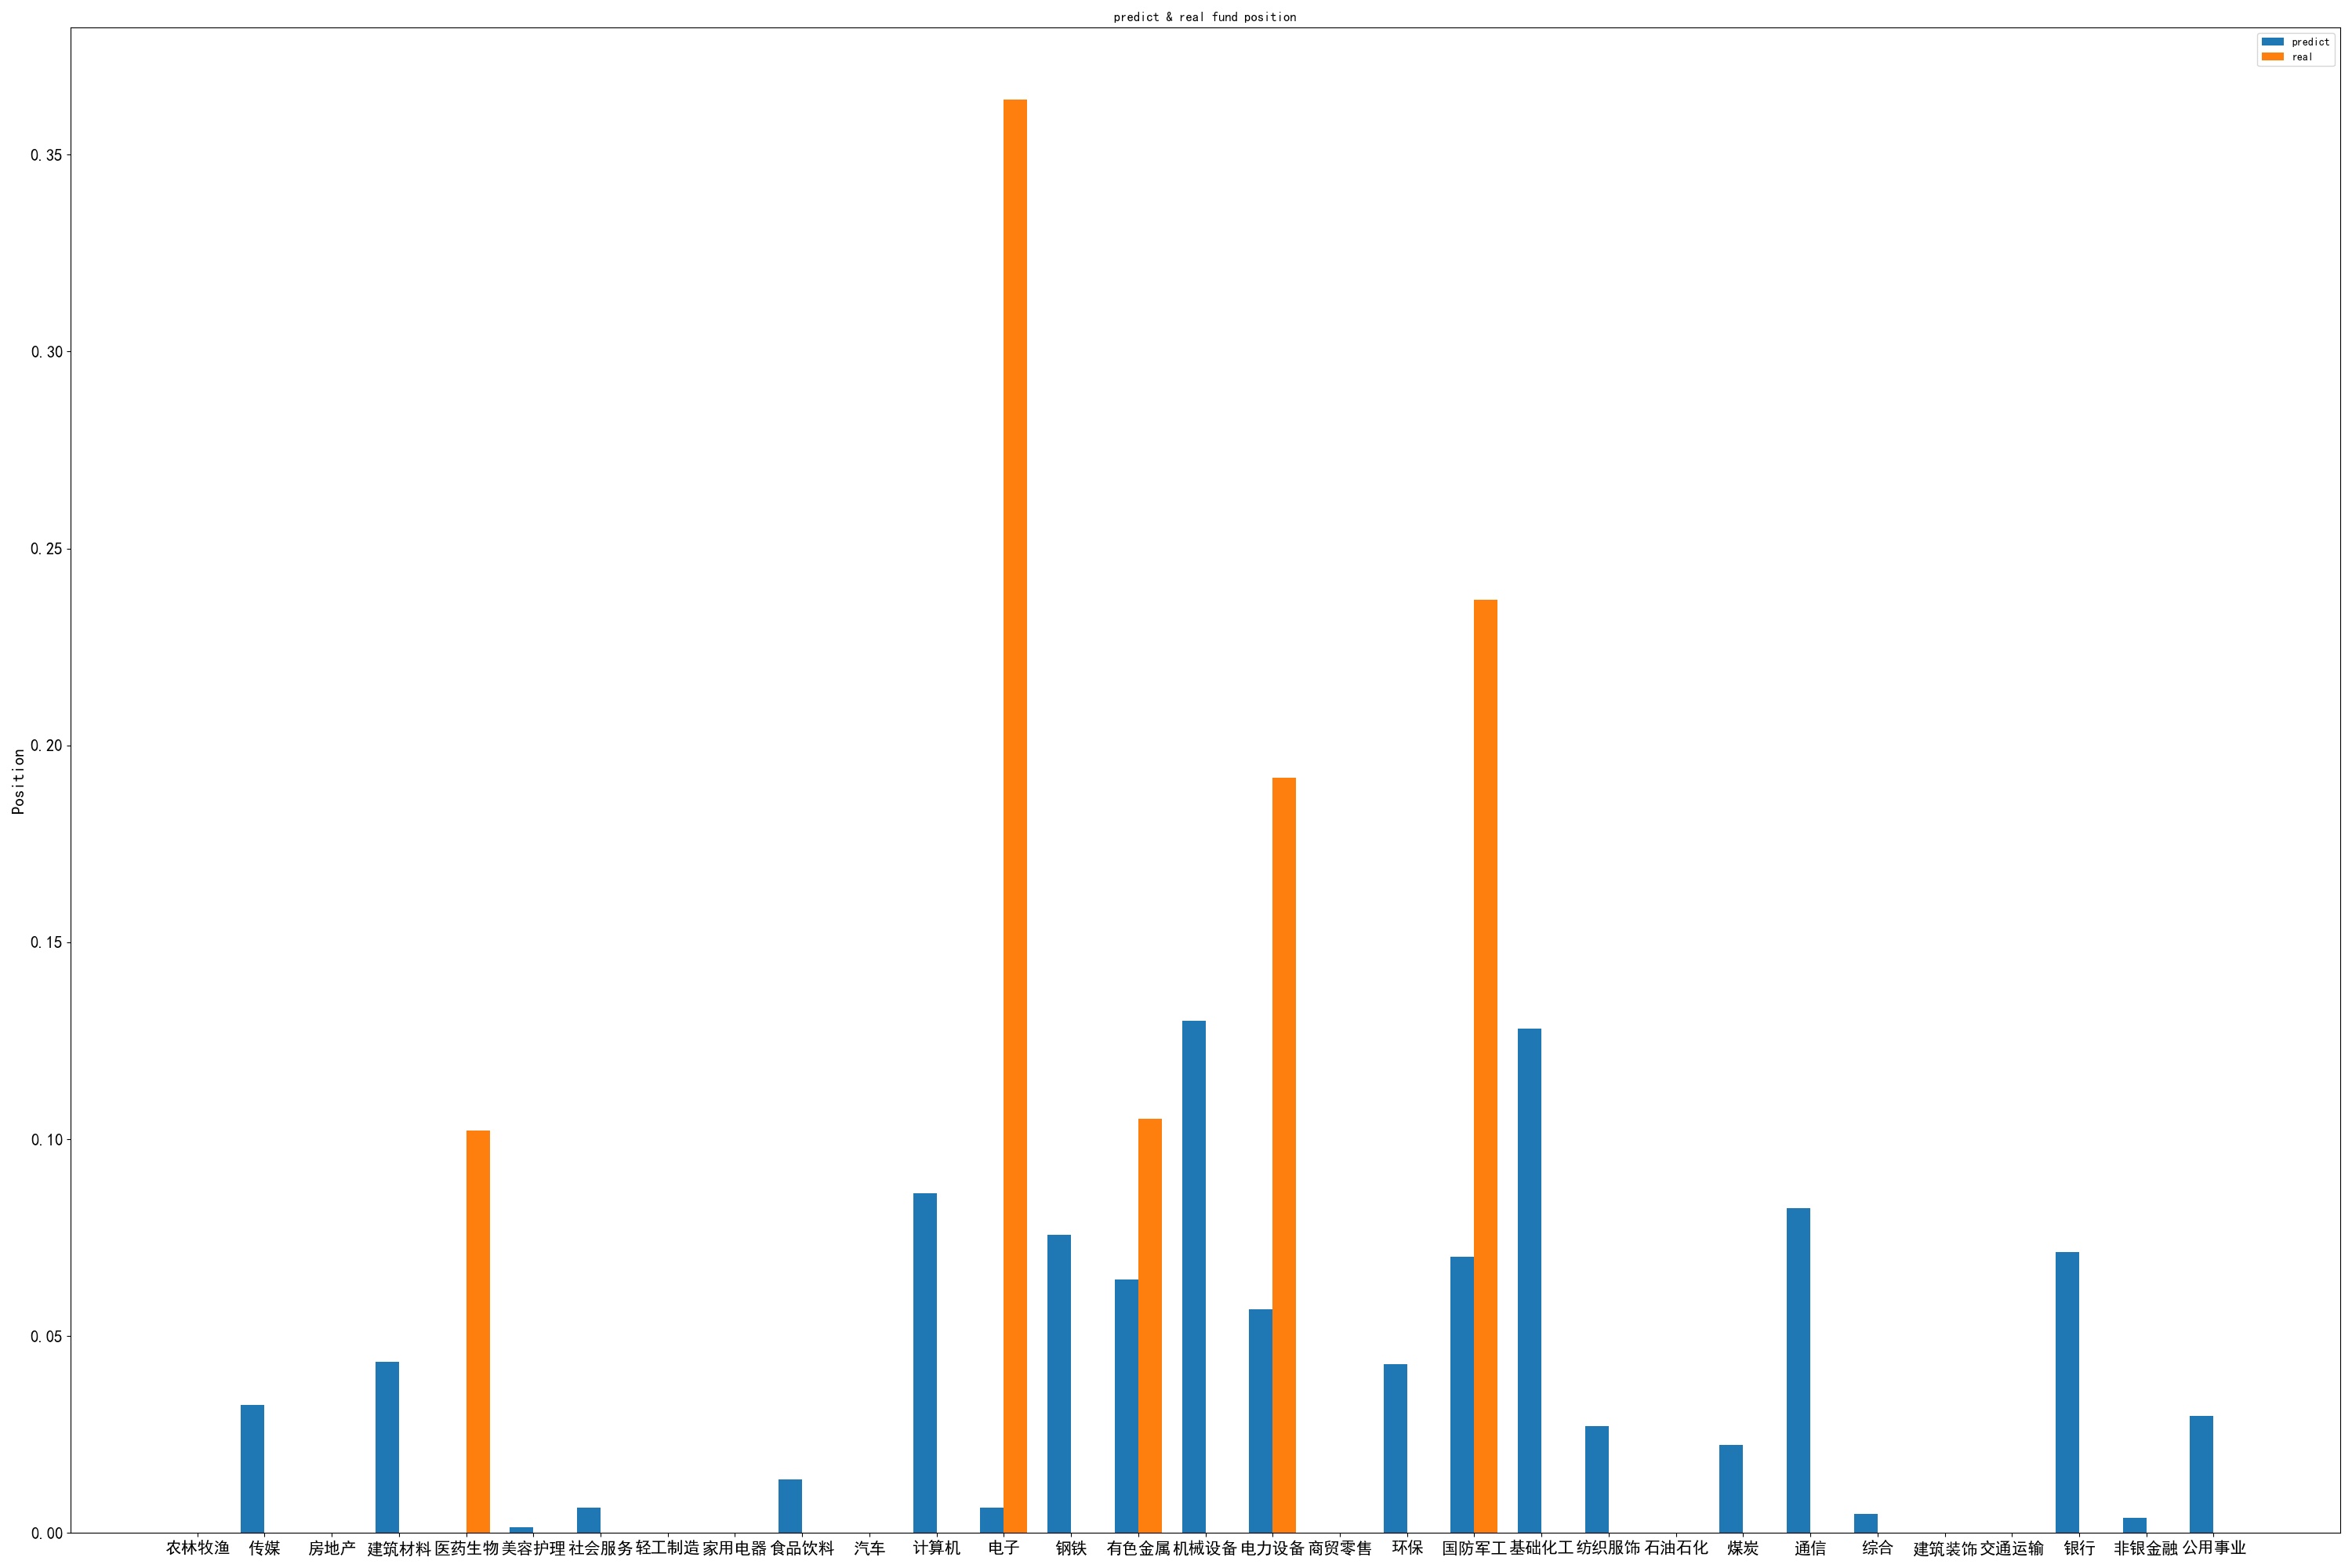 predict & real fund position
predict
real
Position
0.35
0.30
0.25
0.20
0.15
0.10
0.05
0.00
农林牧渔 传媒 房地产 建筑材料 医药生物 美容护理 社会服务 轻工制造 家用电器 食品饮料 汽车 计算机 电子 钢铁 有色金属 机械设备 电力设备 商贸零售 环保 国防军工 基础化工 纺织服饰 石油石化 煤炭 通信 综合 建筑装饰 交通运输 银行 非银金融 公用事业